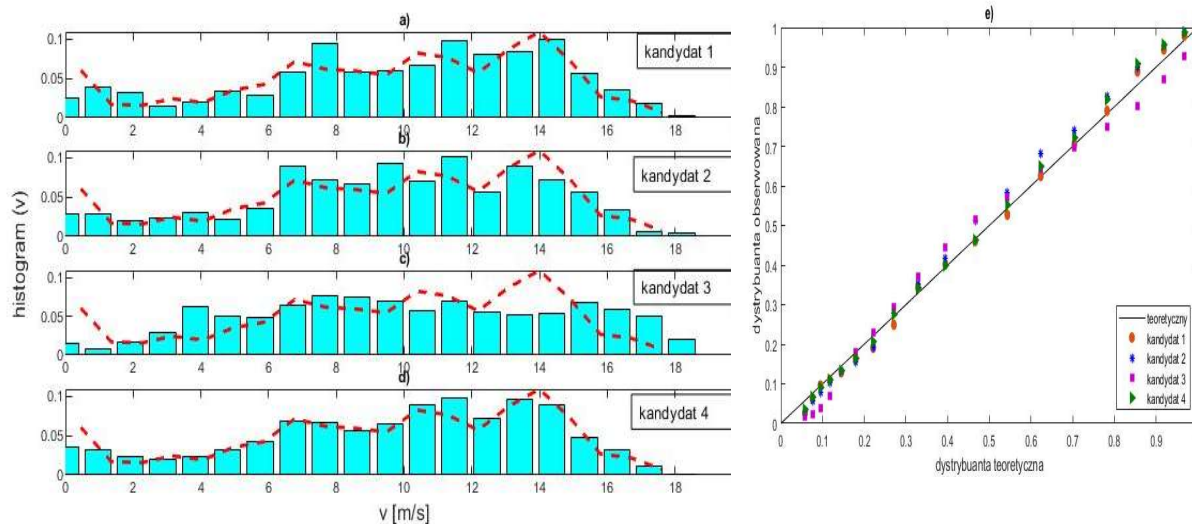 a)
0.1
0.05
0
kandydat 1
0 2 4 6 8 10 12 14 16 18
b)
0.1
0.05
0
kandydat 2
0 2 4 6 8 10 12 14 16 18
c)
0.1
0.05
0
kandydat 3
0 2 4 6 8 10 12 14 16 18
d)
0.1
0.05
0
kandydat 4
0 2 4 6 8 10 12 14 16 18
histogram (v)
v [m/s]
e)
1
0.9
0.8
0.7
0.6
0.5
0.4
0.3
0.2
0.1
0
0.1 0.2 0.3 0.4 0.5 0.6 0.7 0.8 0.9
dystrybuanta obserwowana
dystrybuanta teoretyczna
teoretyczny
kandydat 1
kandydat 2
kandydat 3
kandydat 4